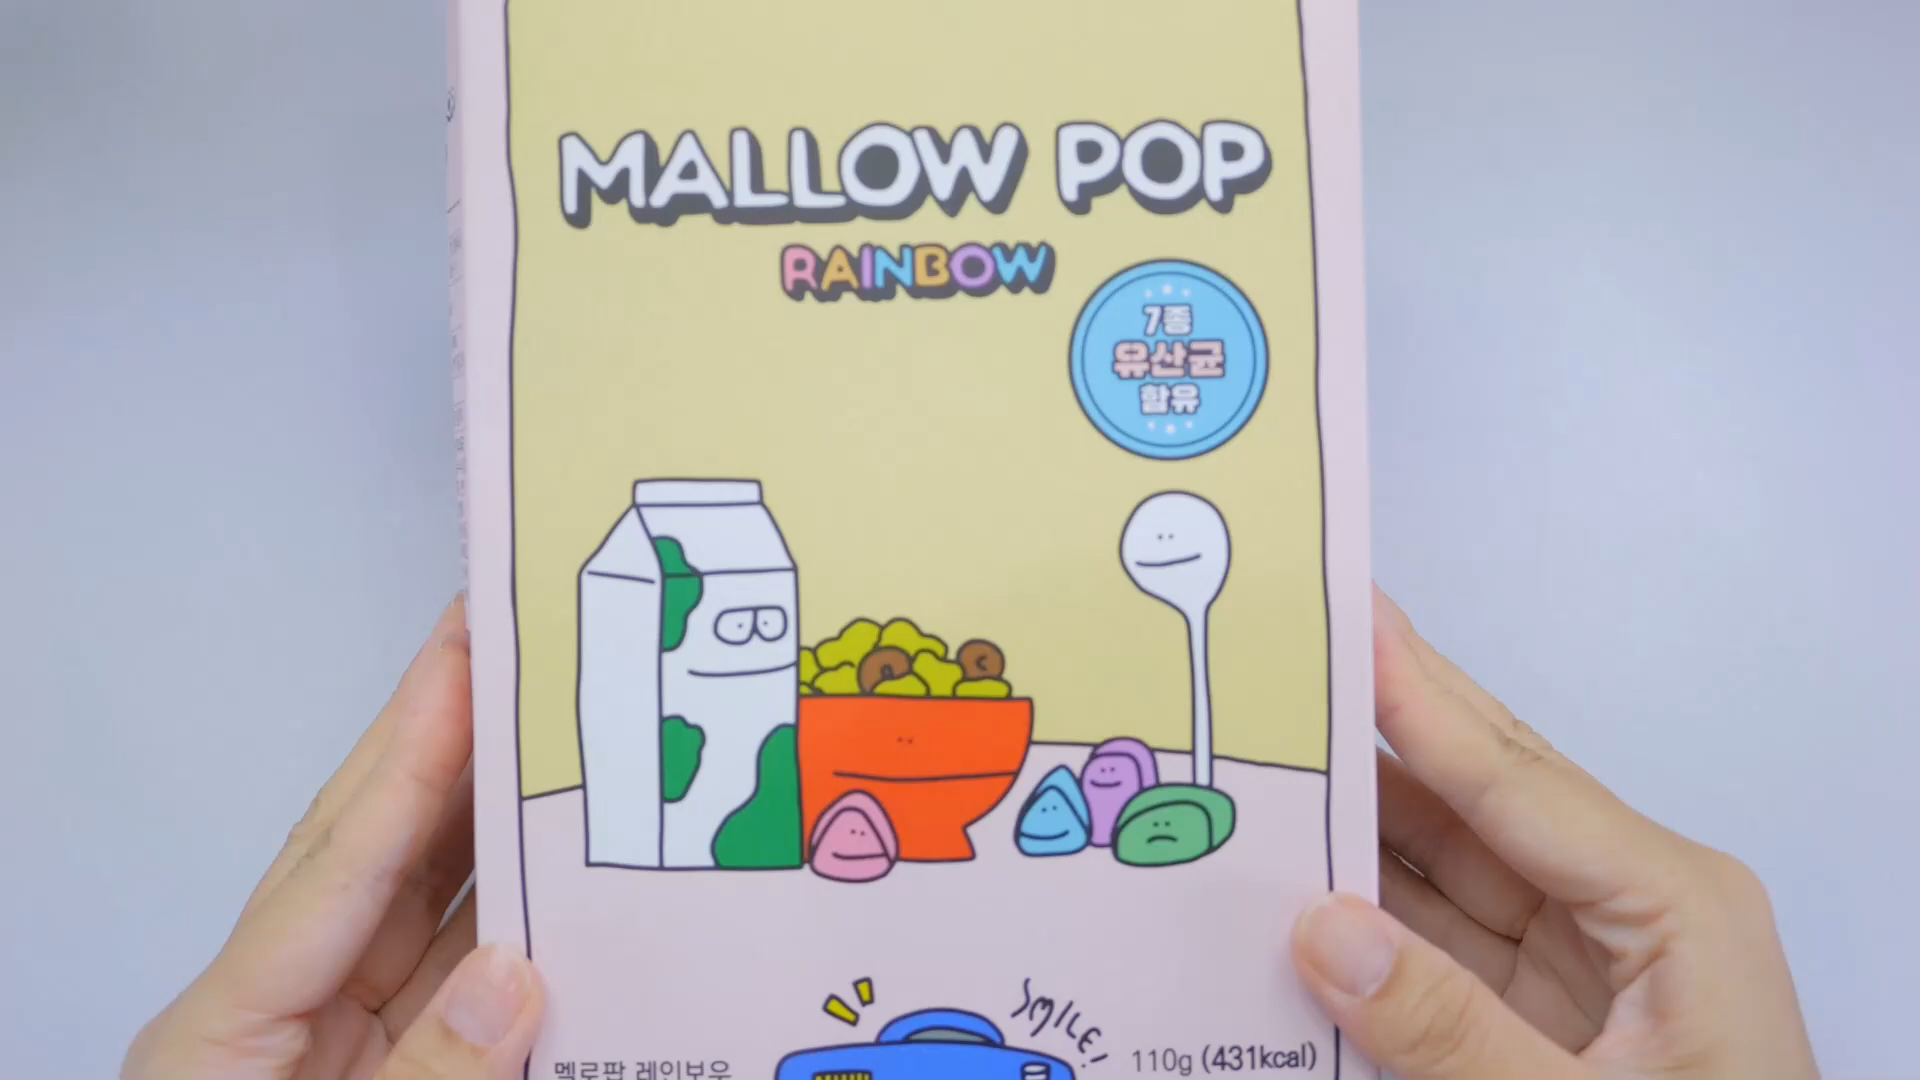 MALLOW POP
RAINBOW
7종
유산균
함유
SMILE!
멜로팝 레인보우
110g (431kcal)